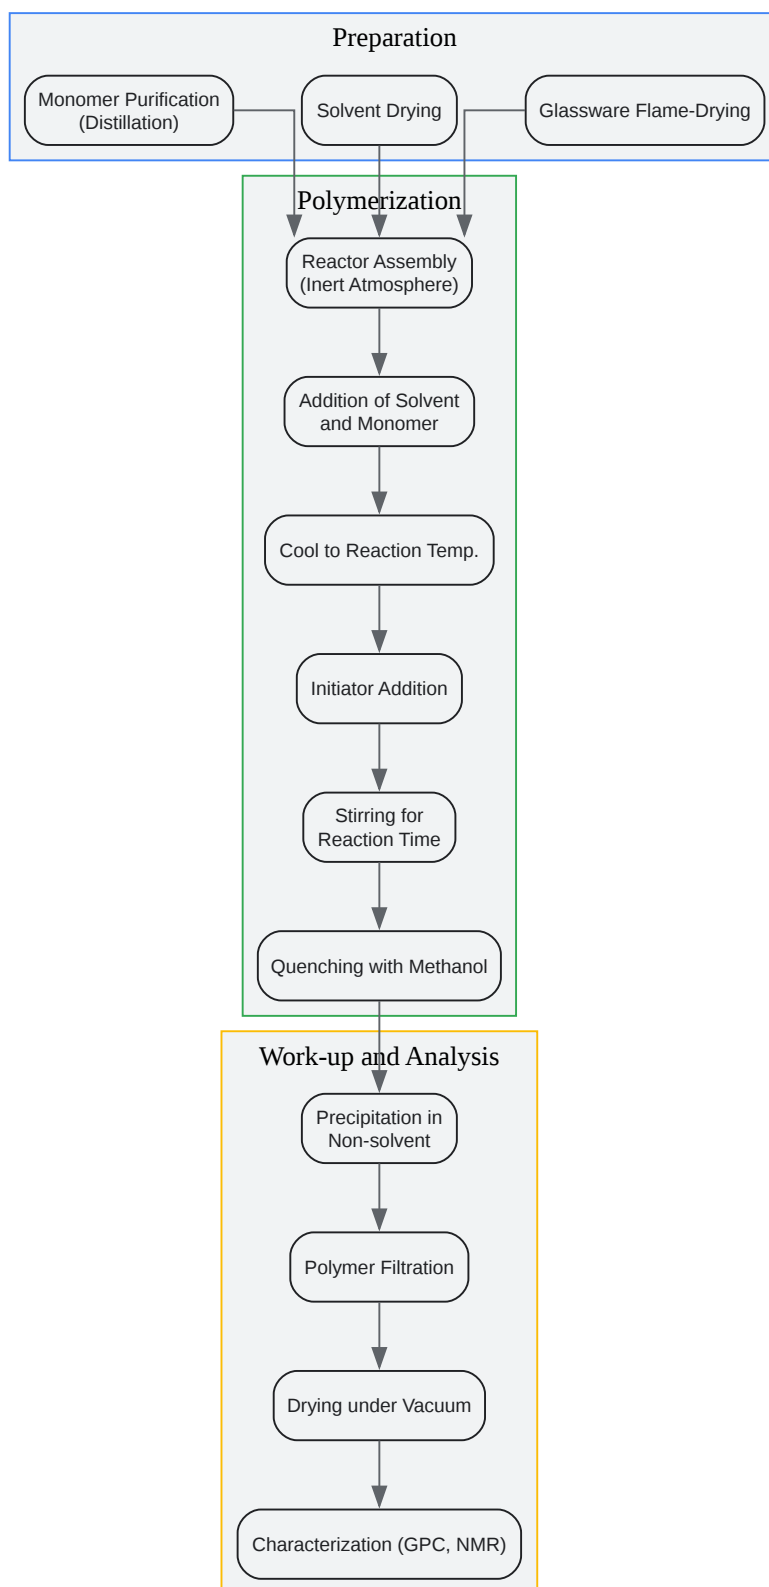 Preparation
Monomer Purification
(Distillation)
Solvent Drying
Glassware Flame-Drying
Polymerization
Reactor Assembly
(Inert Atmosphere)
Addition of Solvent
and Monomer
Cool to Reaction Temp.
Initiator Addition
Stirring for
Reaction Time
Quenching with Methanol
Work-up and Analysis
Precipitation in
Non-solvent
Polymer Filtration
Drying under Vacuum
Characterization (GPC, NMR)